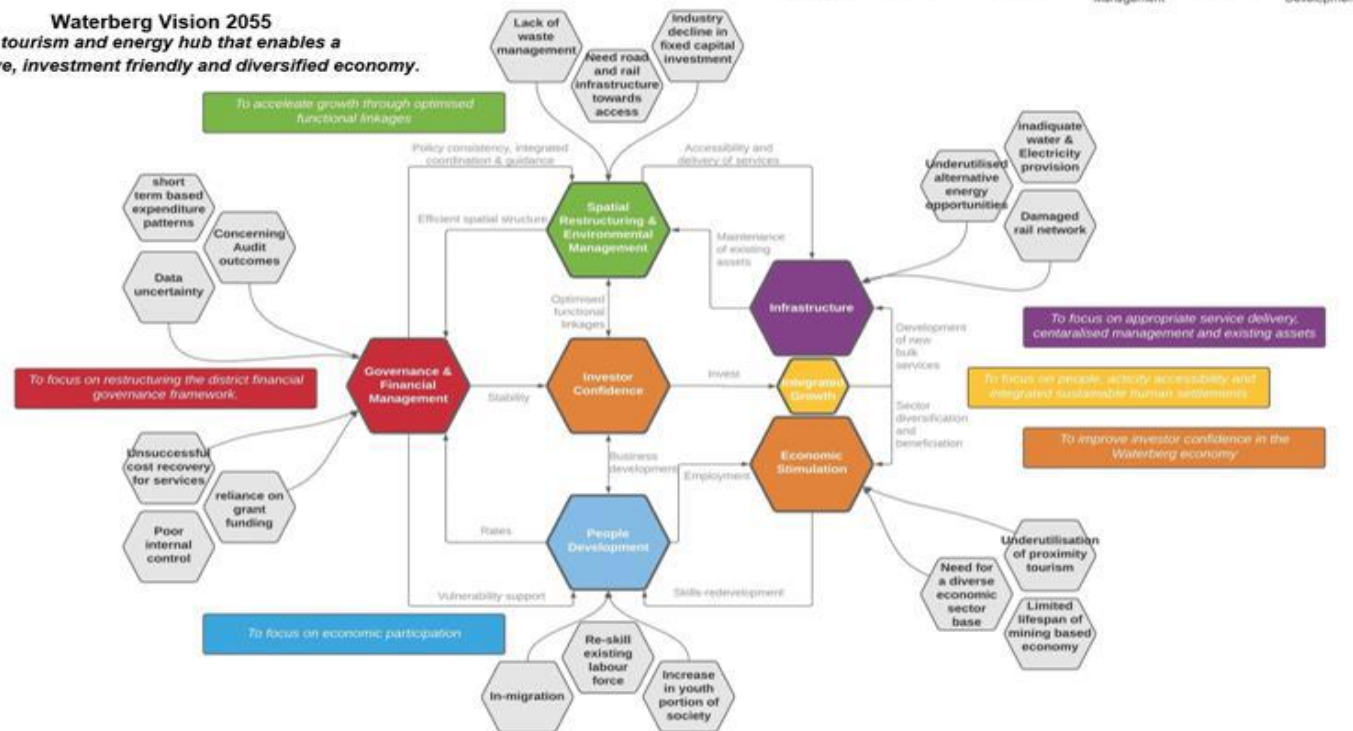 Waterberg Vision 2055
tourism and energy hub that enables a
investment friendly and diversified economy.
Lack of
waste
management
Need road
and rail
infrastructure
towards
access
Industry
decline in
fixed capital
investment
To acceleate growth through optimised
functional linkages
Policy consistency, integrated
coordination & guidance
Accessibility and
delivery of services
inadiquate
water &
Electricity
provision
Underutilised
alternative
energy
opportunities
Damaged
rail network
short
term based
expenditure
patterns
Concerning
Audit
outcomes
Data
uncertainty
Efficient spatial structure
Spatial
Restructuring &
Environmental
Management
Maintenance
of existing
assets
Optimised
functional
linkages
Infrastructure
To focus on appropriate service delivery,
centaralised management and existing assets
Development
of new
bulk
services
To focus on restructuring the district financial
governance framework.
Governance &
Financial
Management
Stability
Investor
Confidence
Invest
Integrated
Growth
To focus on people, acticity accessibility and
integrated sustainable human settlements
Sector
diversification
and
beneficiation
To improve investor confidence in the
Waterberg economy
Unsuccessful
cost recovery
for services
reliance on
grant
funding
Poor
internal
control
Business
development
Employment
Economic
Stimulation
Rates
People
Development
Vulnerability support
Skills-redevelopment
Underutilisation
of proximity
tourism
Need for
a diverse
economic
sector
base
Limited
lifespan of
mining based
economy
To focus on economic participation
In-migration
Re-skill
existing
labour
force
Increase
in youth
portion of
society